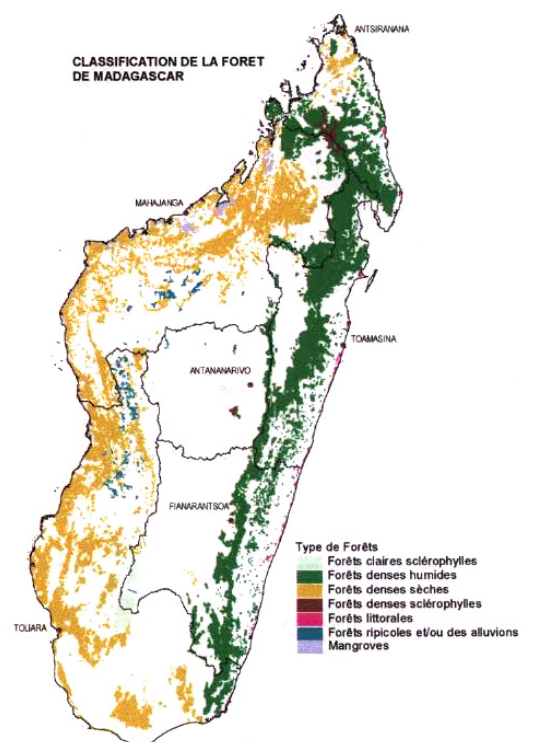 ANTSIRANANA
CLASSIFICATION DE LA FORET
DE MADAGASCAR
MAHAJANGA
TOAMASINA
ANTANANARIVO
FIANARANTSOA
TOLIARA
Type de Forêts
Forêts claires sclérophylles
Forêts denses humides
Forêts denses sèches
Forêts denses sclérophylles
Forêts littorales
Forêts ripicoles et/ou des alluvions
Mangroves